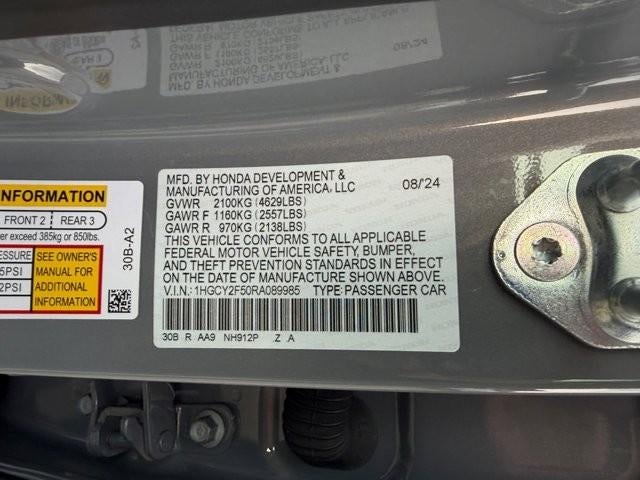 INFORMATION
FRONT 2 REAR 3
er exceed 385kg or 850lbs.
SEE OWNER'S
MANUAL FOR
ADDITIONAL
INFORMATION
5PSI
2PSI
30B-A2
MFD. BY HONDA DEVELOPMENT &
MANUFACTURING OF AMERICA, LLC 08/'24
GVWR 2100KG (4629LBS)
GAWR F 1160KG (2557LBS)
GAWR R 970KG (2138LBS)
THIS VEHICLE CONFORMS TO ALL APPLICABLE
FEDERAL MOTOR VEHICLE SAFETY, BUMPER,
AND THEFT PREVENTION STANDARDS IN EFFECT
ON THE DATE OF MANUFACTURE SHOWN ABOVE.
V.I.N.: 1HGCY2F50RA089985 TYPE: PASSENGER CAR
30B R AA9 NH912P Z A